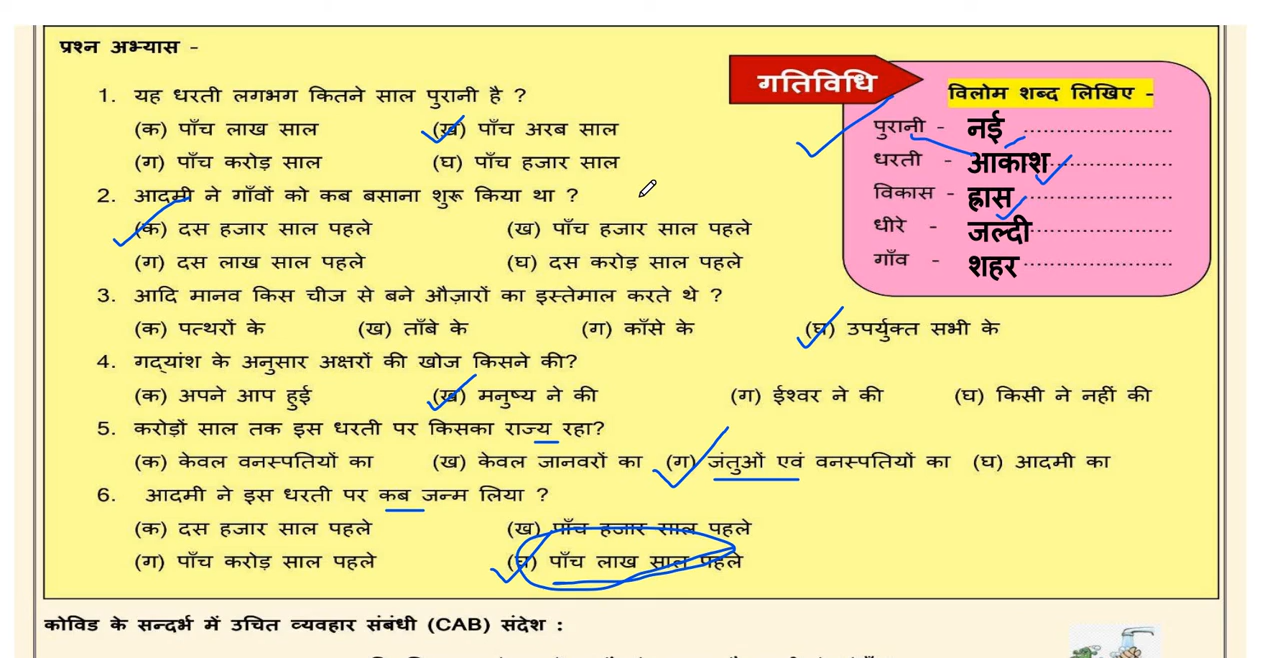 प्रश्न अभ्यास -
1. यह धरती लगभग कितने साल पुरानी है ?
(क) पाँच लाख साल (ख) पाँच अरब साल
(ग) पाँच करोड़ साल (घ) पाँच हजार साल
2. आदमी ने गाँवों को कब बसाना शुरू किया था ?
(क) दस हजार साल पहले (ख) पाँच हजार साल पहले
(ग) दस लाख साल पहले (घ) दस करोड़ साल पहले
गतिविधि
विलोम शब्द लिखिए -
पुरानी - नई ........................
धरती - आकाश ........................
विकास - ह्रास ........................
धीरे - जल्दी ........................
गाँव - शहर ........................
3. आदि मानव किस चीज से बने औज़ारों का इस्तेमाल करते थे ?
(क) पत्थरों के (ख) ताँबे के (ग) काँसे के (घ) उपर्युक्त सभी के
4. गद्यांश के अनुसार अक्षरों की खोज किसने की?
(क) अपने आप हुई (ख) मनुष्य ने की (ग) ईश्वर ने की (घ) किसी ने नहीं की
5. करोड़ों साल तक इस धरती पर किसका राज्य रहा?
(क) केवल वनस्पतियों का (ख) केवल जानवरों का (ग) जंतुओं एवं वनस्पतियों का (घ) आदमी का
6. आदमी ने इस धरती पर कब जन्म लिया ?
(क) दस हजार साल पहले (ख) पाँच हजार साल पहले
(ग) पाँच करोड़ साल पहले (घ) पाँच लाख साल पहले
कोविड के सन्दर्भ में उचित व्यवहार संबंधी (CAB) संदेश :